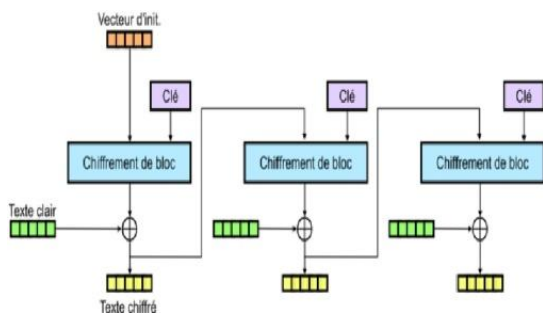 Vecteur d'init.
Clé
Clé
Clé
Chiffrement de bloc
Chiffrement de bloc
Chiffrement de bloc
Texte clair
Texte chiffré